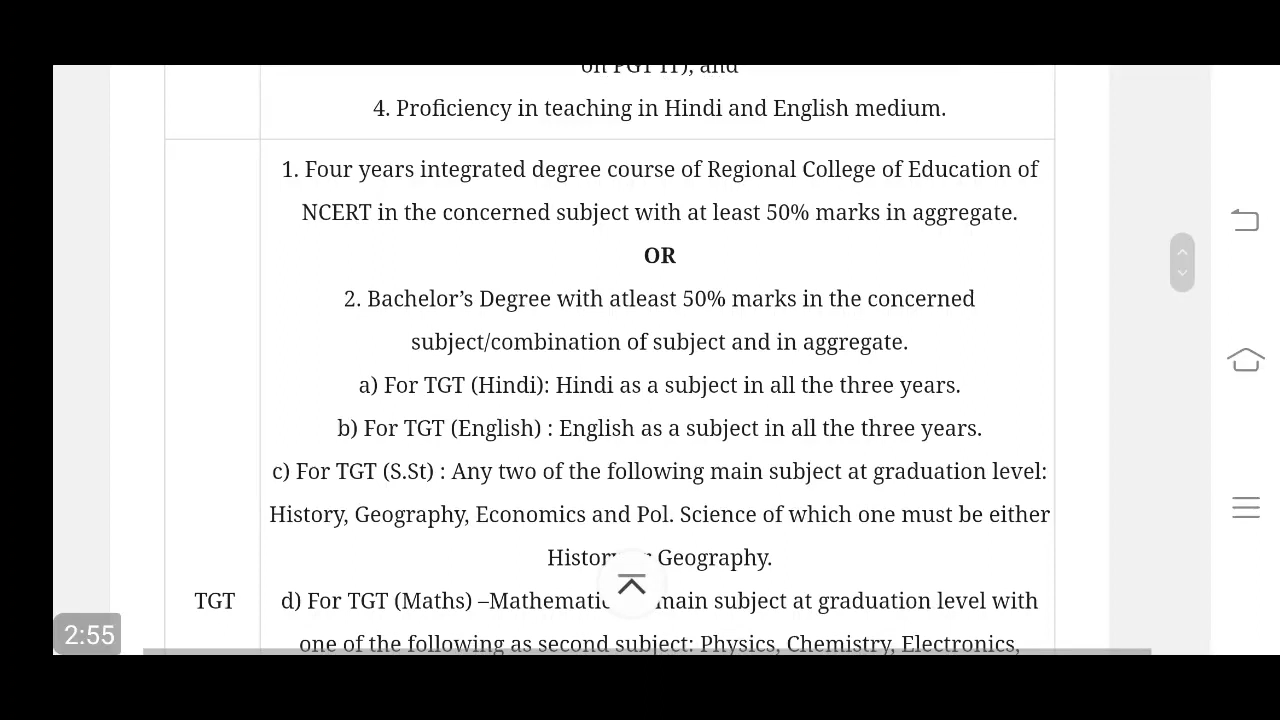 on PGT IT), and
4. Proficiency in teaching in Hindi and English medium.
1. Four years integrated degree course of Regional College of Education of
NCERT in the concerned subject with at least 50% marks in aggregate.
OR
2. Bachelor’s Degree with atleast 50% marks in the concerned
subject/combination of subject and in aggregate.
a) For TGT (Hindi): Hindi as a subject in all the three years.
b) For TGT (English) : English as a subject in all the three years.
c) For TGT (S.St) : Any two of the following main subject at graduation level:
History, Geography, Economics and Pol. Science of which one must be either
History Geography.
TGT
d) For TGT (Maths) – main subject at graduation level with
one of the following as second subject: Physics, Chemistry, Electronics,
2:55